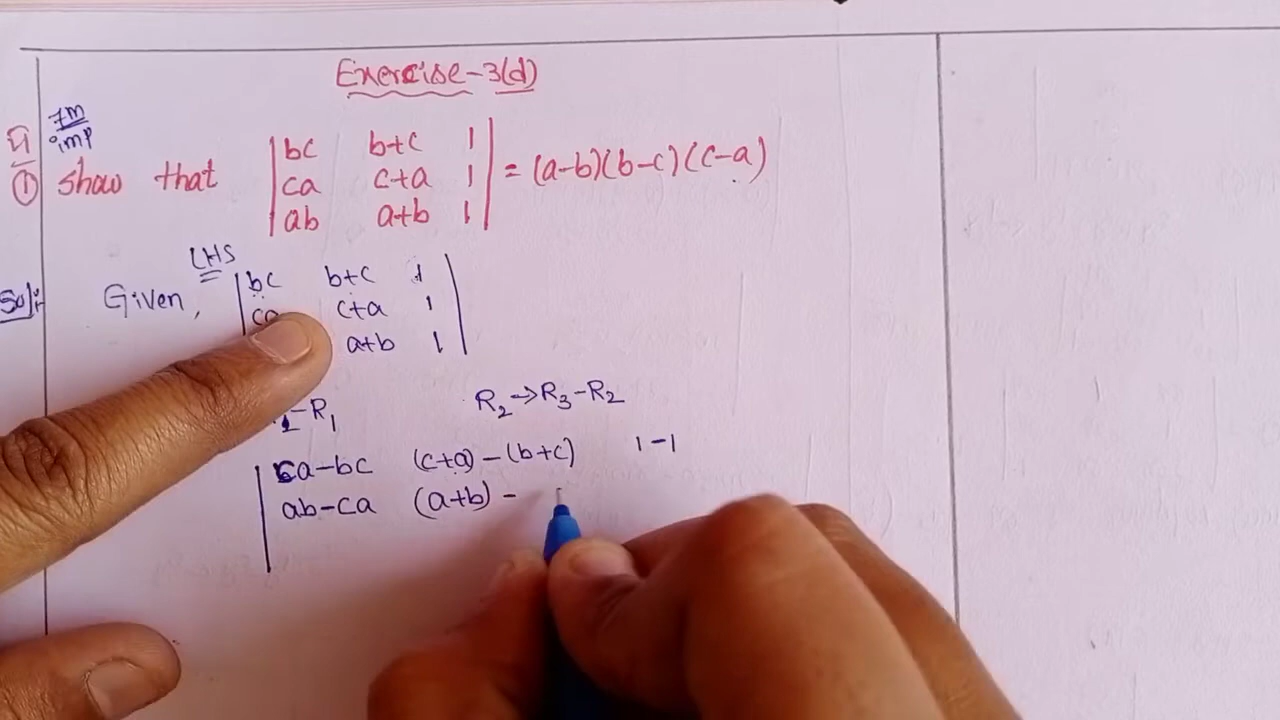 Exercise-3(d)
7m
imp
① show that | bc b+c 1 | = (a-b)(b-c)(c-a)
| ca c+a 1 |
| ab a+b 1 |
LHS
Sol: Given, | bc b+c 1 |
| ca c+a 1 |
a+b 1 |
-R₁ R₂→R₃-R₂
| ca-bc (c+a)-(b+c) 1-1
| ab-ca (a+b)-